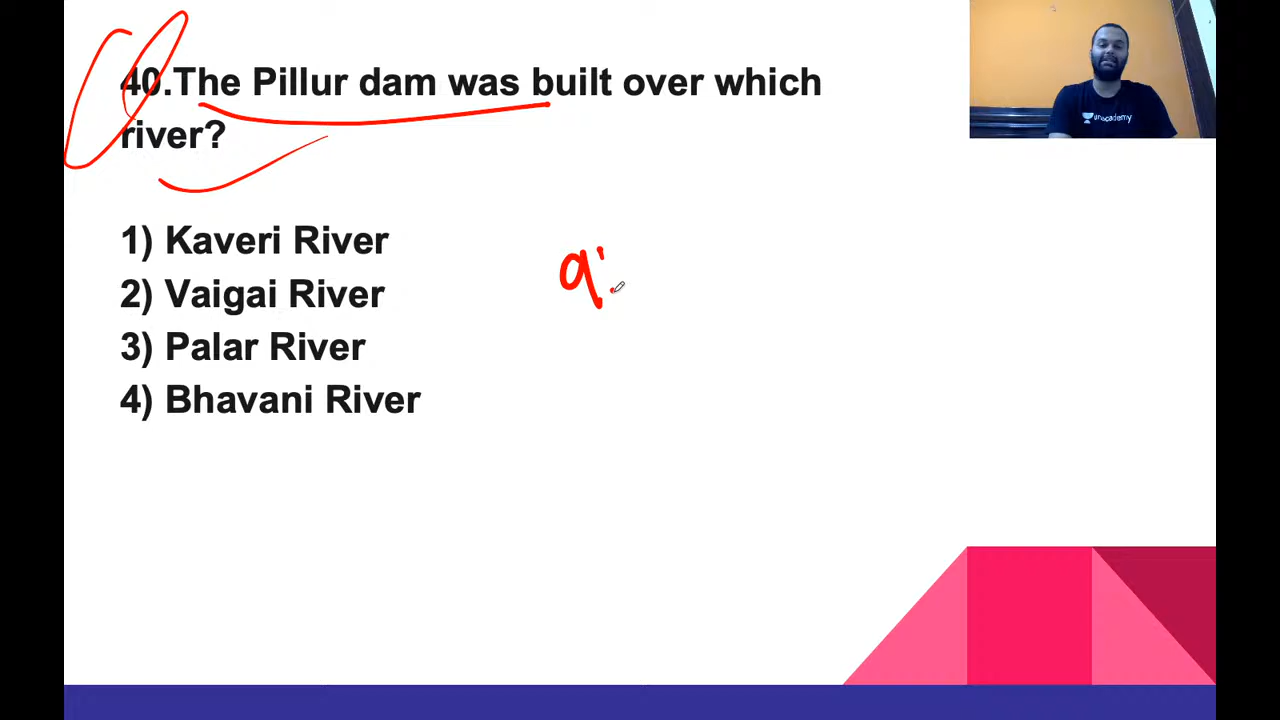 40.The Pillur dam was built over which
river?
1) Kaveri River
2) Vaigai River
3) Palar River
4) Bhavani River
unacademy